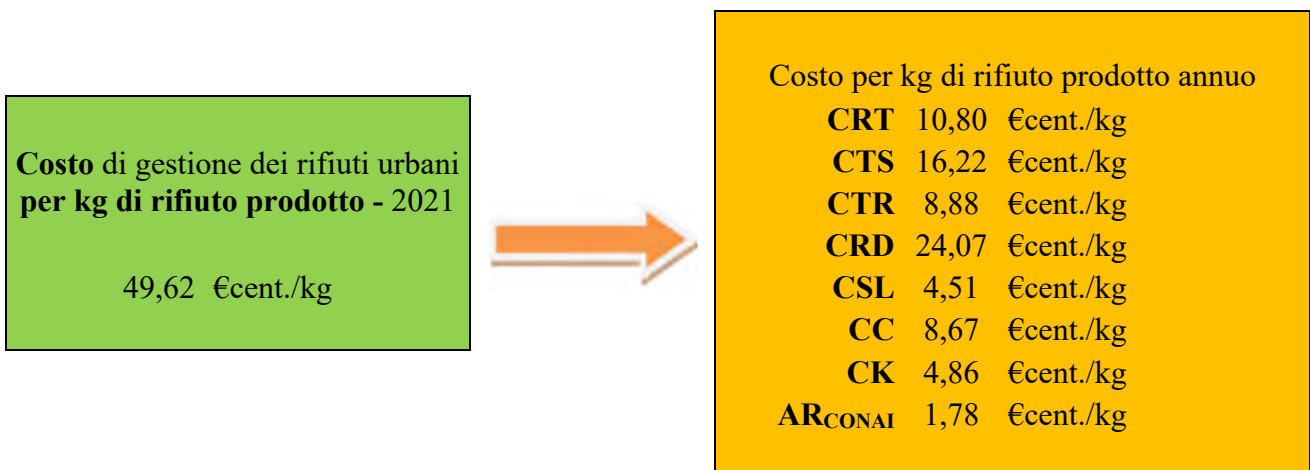 Costo di gestione dei rifiuti urbani
per kg di rifiuto prodotto - 2021
49,62 €cent./kg
Costo per kg di rifiuto prodotto annuo
CRT 10,80 €cent./kg
CTS 16,22 €cent./kg
CTR 8,88 €cent./kg
CRD 24,07 €cent./kg
CSL 4,51 €cent./kg
CC 8,67 €cent./kg
CK 4,86 €cent./kg
ARCONAI 1,78 €cent./kg